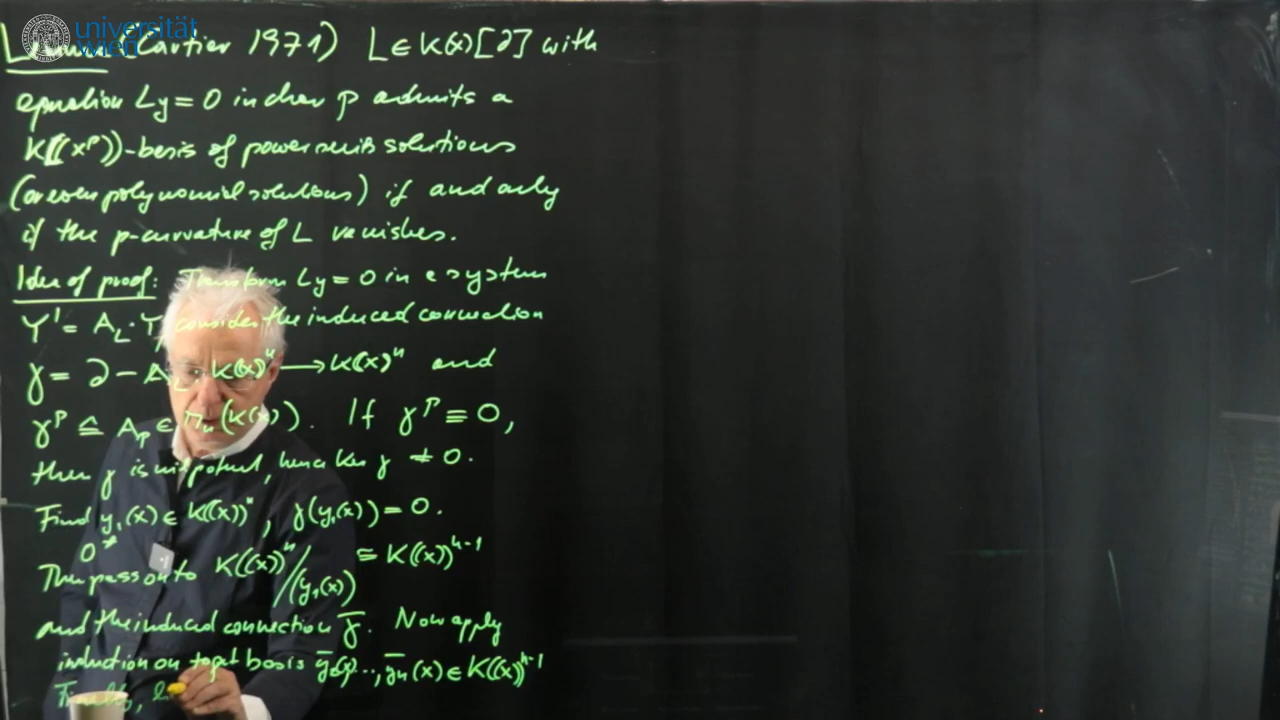 universität
wien
Lemma (Cartier 1971) L ∈ K(x)[∂] with
equation Ly = 0 in char p admits a
K((x^p))-basis of power series solutions
(or even polynomial solutions) if and only
if the p-curvature of L vanishes.
Idea of proof: Transform Ly = 0 in a system
Y' = A_L · Y, consider the induced connection
γ = ∂ − A_L K((x))^n ⟶ K((x))^n and
γ^p ≙ A_p ∈ M_n(K(x)). If γ^p ≡ 0,
then γ is nilpotent, hence Ker γ ≠ 0.
Find y_1(x) ∈ K((x))^n, γ(y_1(x)) = 0.
0 ≠
Then pass on to K((x))^n/(y_1(x)) ≅ K((x))^{n-1}
and the induced connection γ̄. Now apply
induction on to get basis ȳ_2(x), .., ȳ_n(x) ∈ K((x))^{n-1}
Finally,